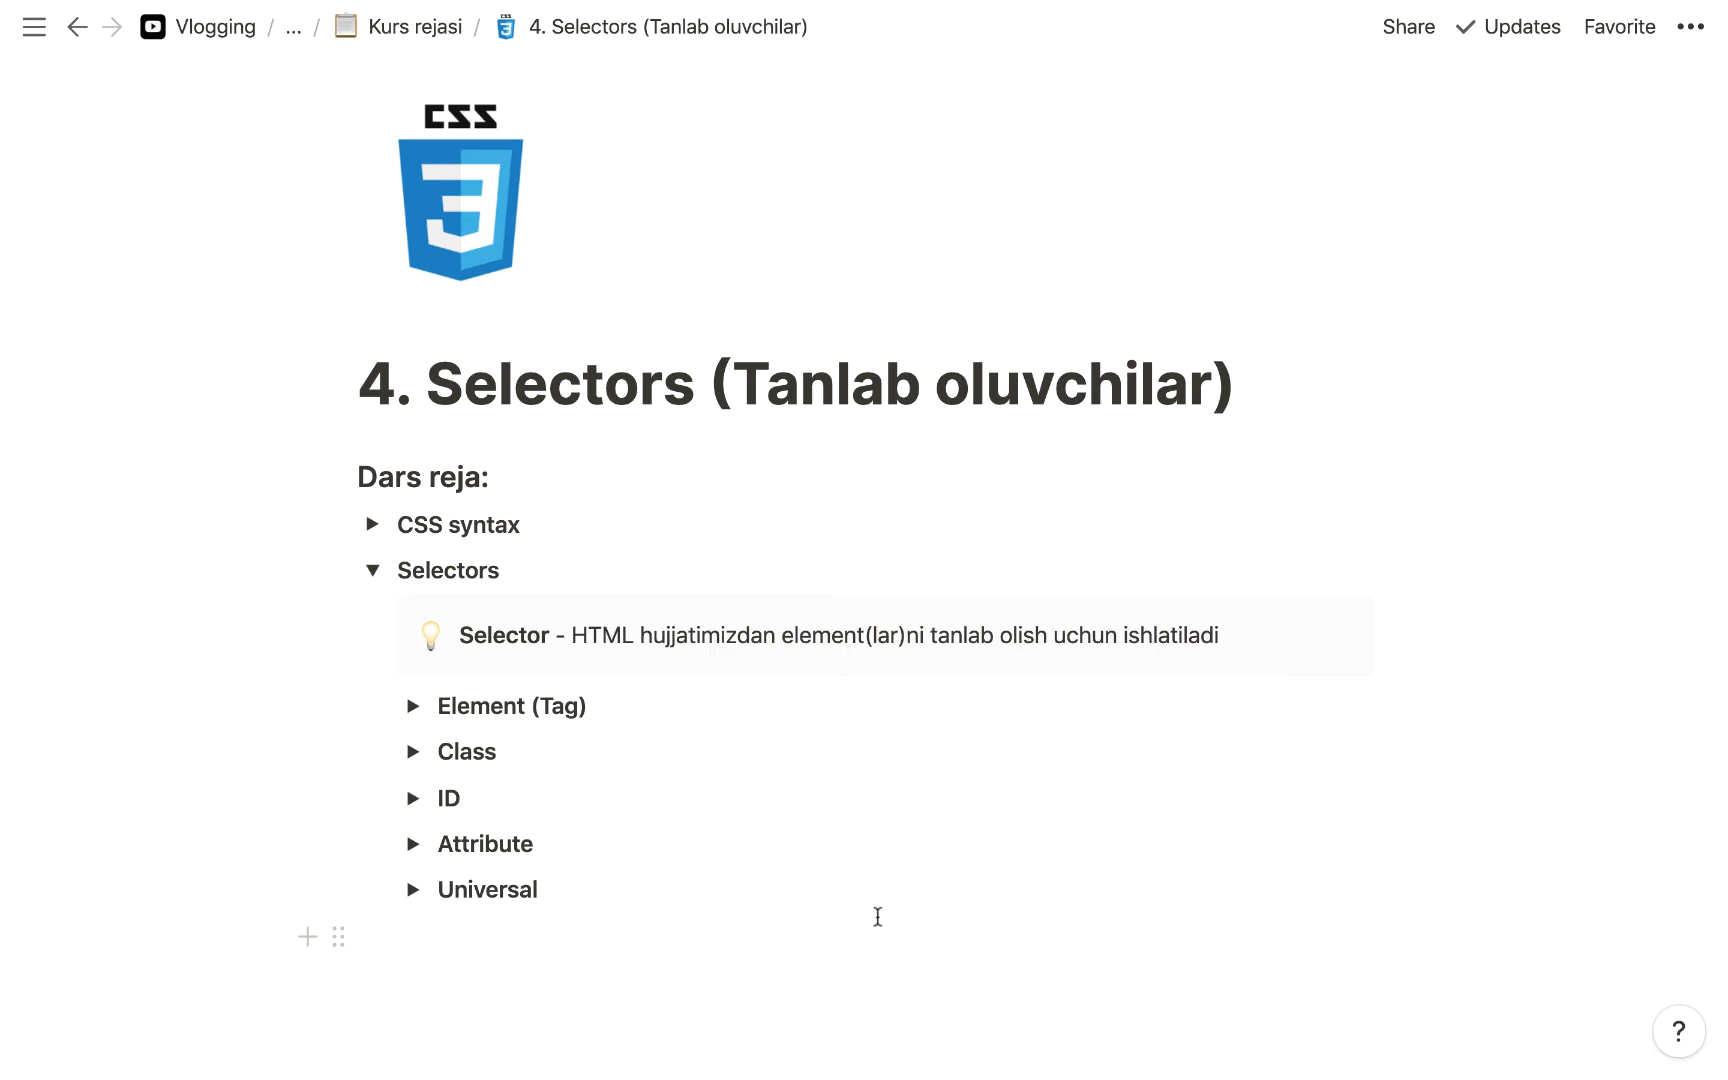 Vlogging / ... / Kurs rejasi / 4. Selectors (Tanlab oluvchilar)
Share Updates Favorite
CSS
3
4. Selectors (Tanlab oluvchilar)
Dars reja:
CSS syntax
Selectors
Selector - HTML hujjatimizdan element(lar)ni tanlab olish uchun ishlatiladi
Element (Tag)
Class
ID
Attribute
Universal
?